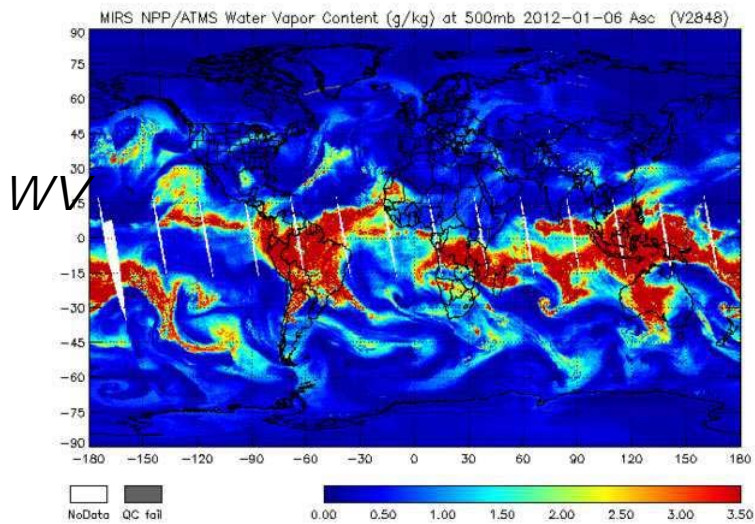 MIRS NPP/ATMS Water Vapor Content (g/kg) at 500mb 2012-01-06 Asc (V2848)
90
75
60
45
30
WV
15
0
-15
-30
-45
-60
-75
-90
-180 -150 -120 -90 -60 -30 0 30 60 90 120 150 180
NoData QC fail
0.00 0.50 1.00 1.50 2.00 2.50 3.00 3.50